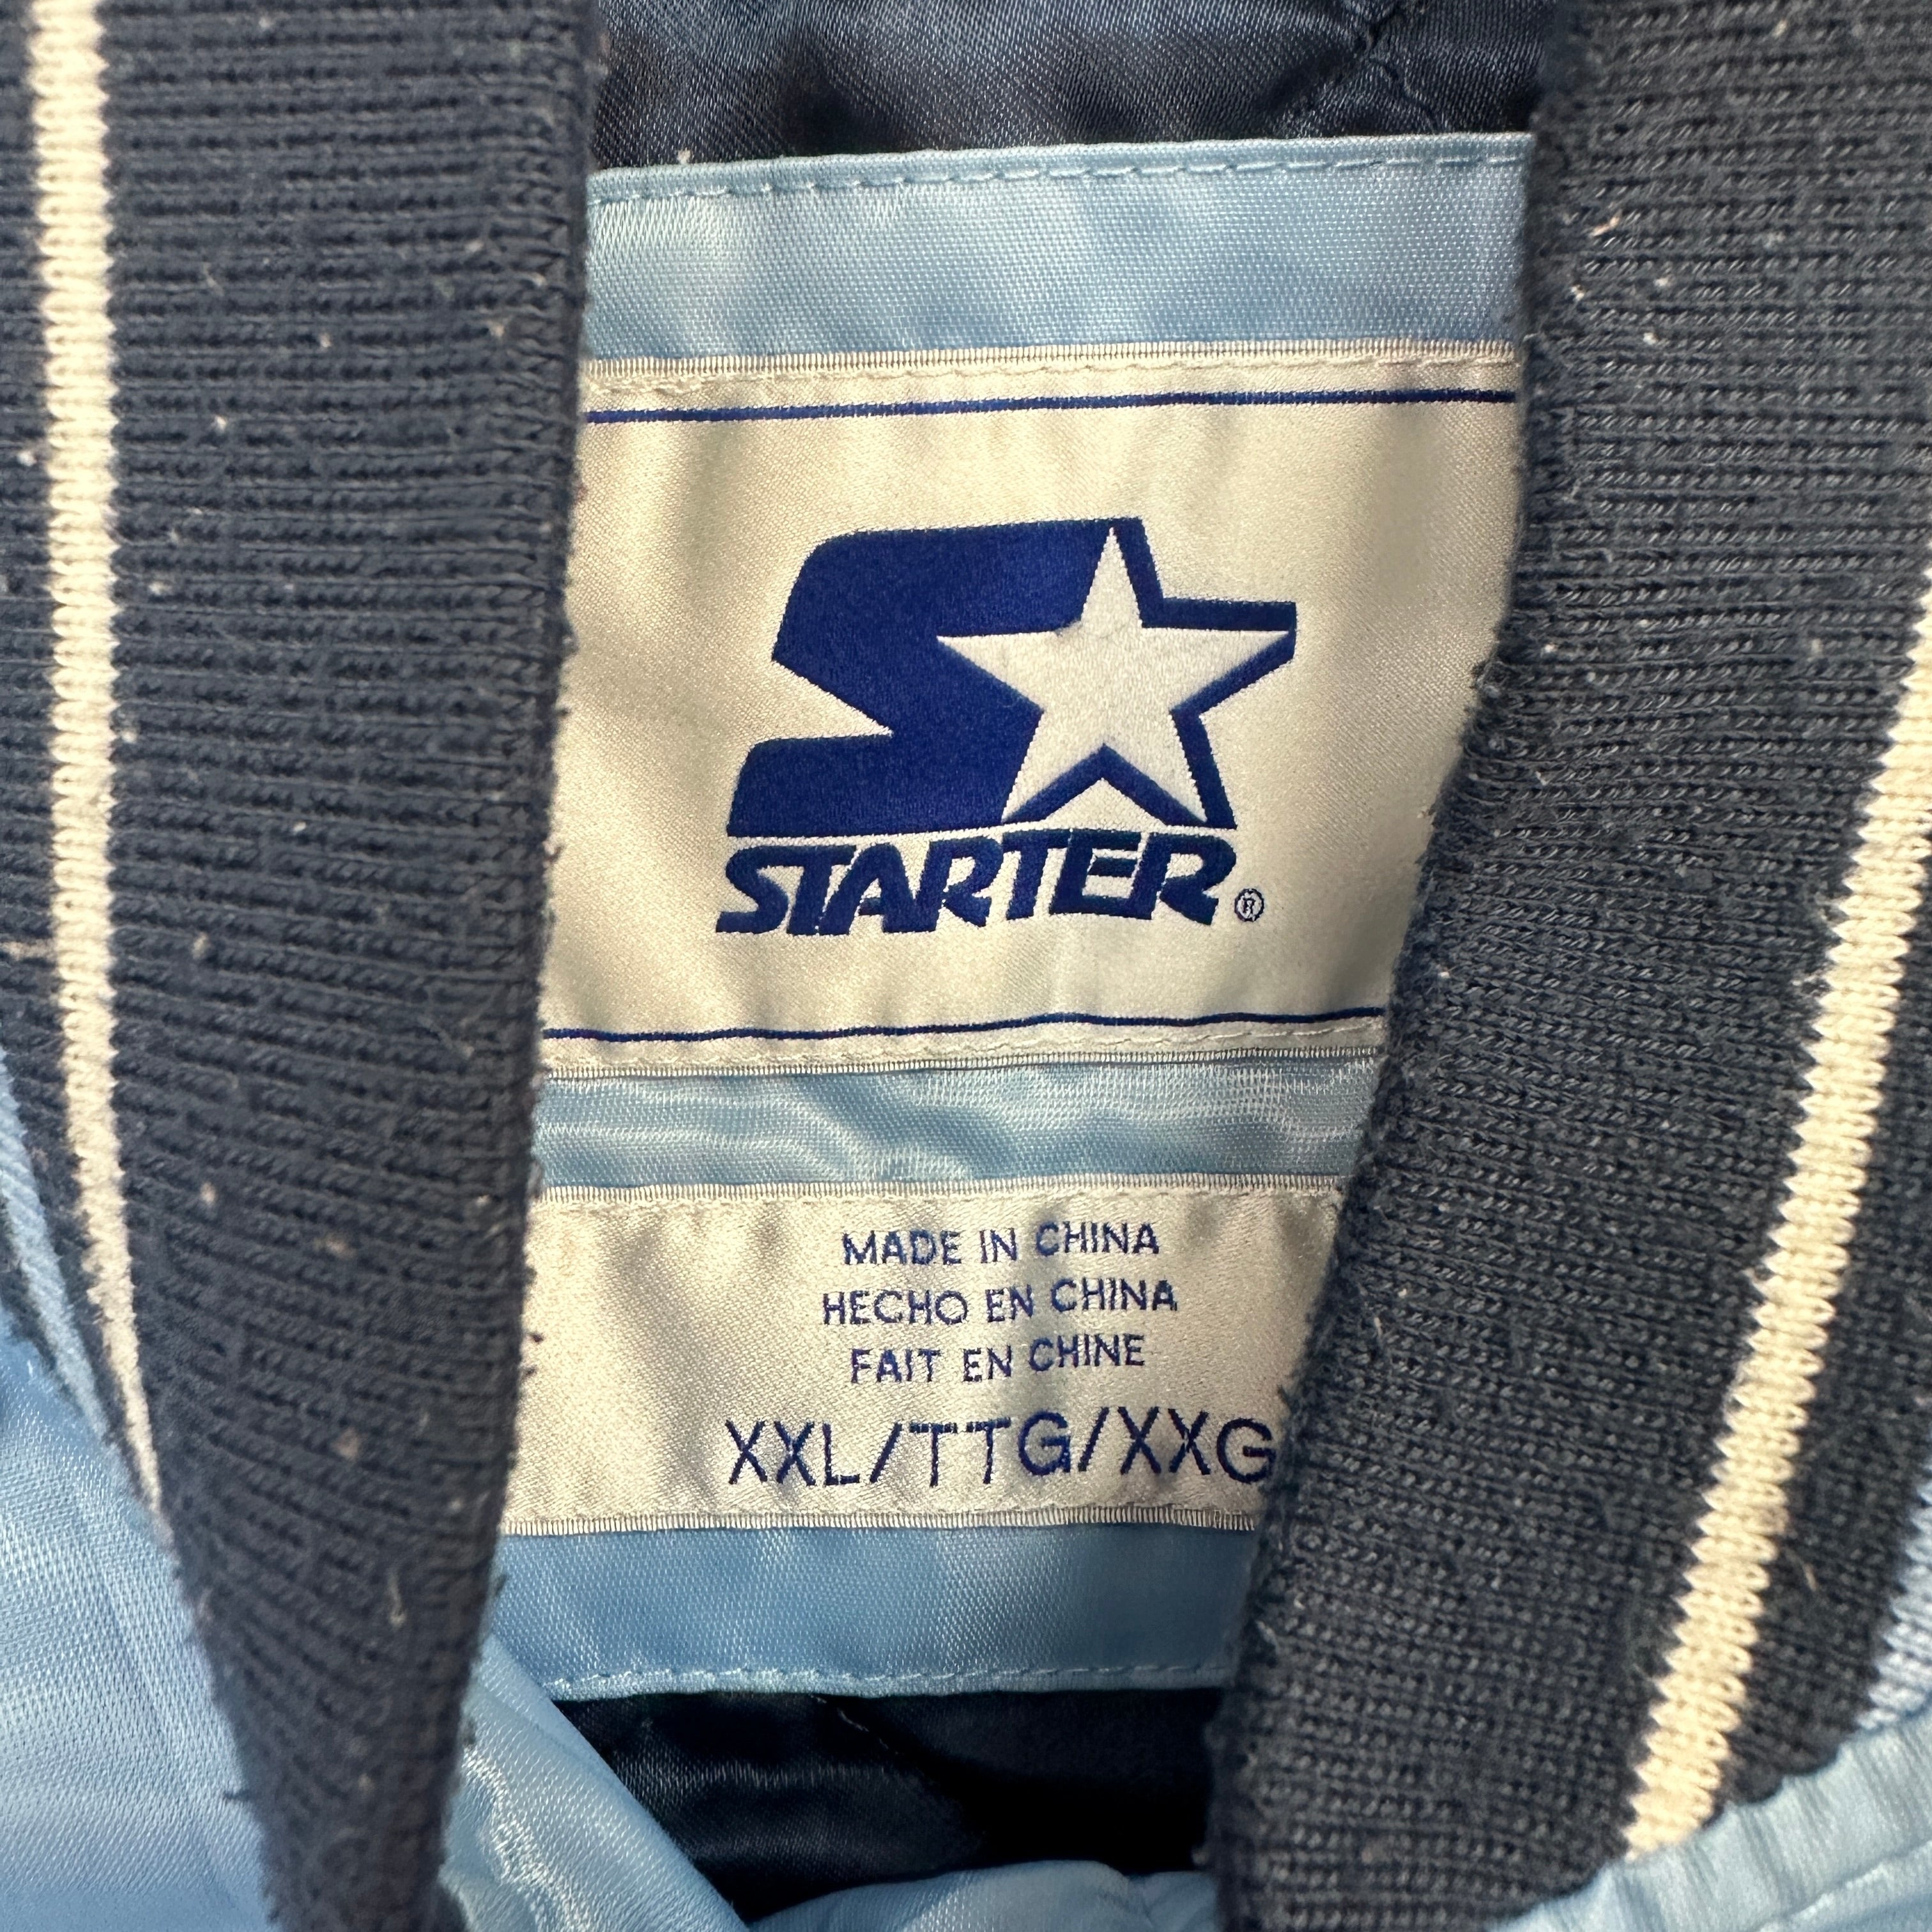 STARTER®
MADE IN CHINA
HECHO EN CHINA
FAIT EN CHINE
XXL/TTG/XXG